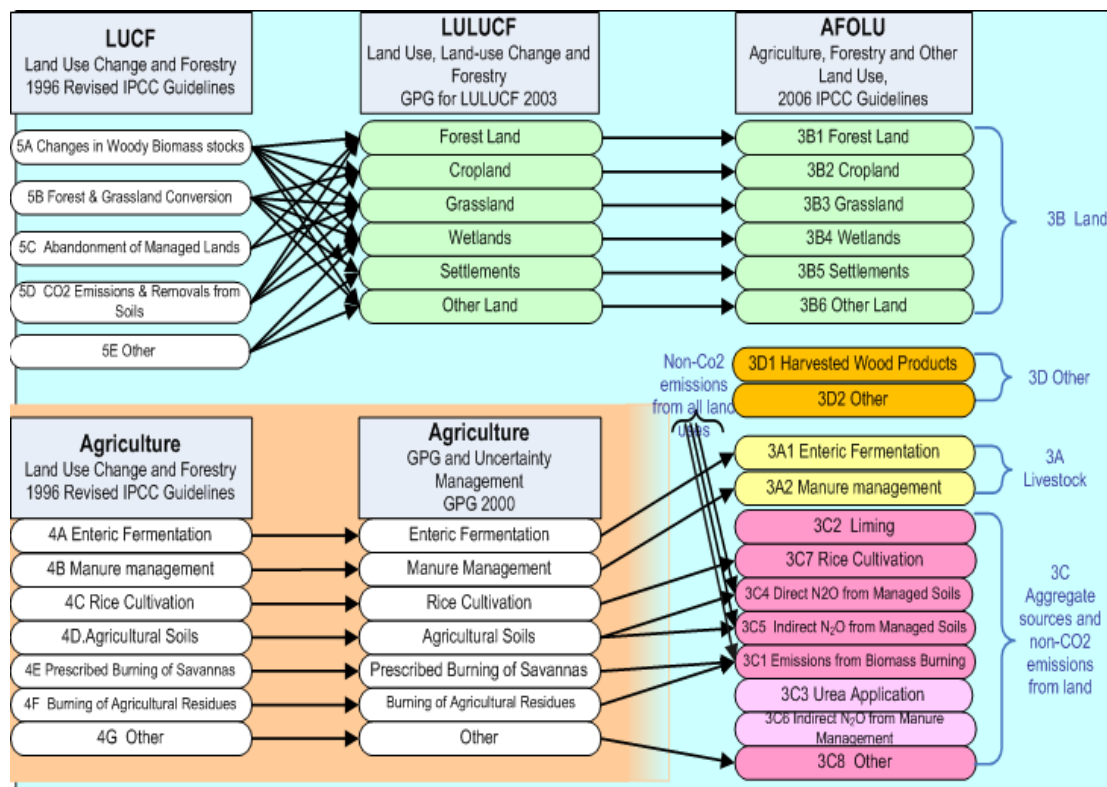 LUCF
Land Use Change and Forestry
1996 Revised IPCC Guidelines
LULUCF
Land Use, Land-use Change and
Forestry
GPG for LULUCF 2003
AFOLU
Agriculture, Forestry and Other
Land Use,
2006 IPCC Guidelines
5A Changes in Woody Biomass stocks
5B Forest & Grassland Conversion
5C Abandonment of Managed Lands
5D CO2 Emissions & Removals from
Soils
5E Other
Forest Land
Cropland
Grassland
Wetlands
Settlements
Other Land
3B1 Forest Land
3B2 Cropland
3B3 Grassland
3B4 Wetlands
3B5 Settlements
3B6 Other Land
3B Land
Non-Co2
emissions
from all land
uses
3D1 Harvested Wood Products
3D2 Other
3D Other
Agriculture
Land Use Change and Forestry
1996 Revised IPCC Guidelines
Agriculture
GPG and Uncertainty
Management
GPG 2000
4A Enteric Fermentation
4B Manure management
4C Rice Cultivation
4D.Agricultural Soils
4E Prescribed Burning of Savannas
4F Burning of Agricultural Residues
4G Other
Enteric Fermentation
Manure Management
Rice Cultivation
Agricultural Soils
Prescribed Burning of Savannas
Burning of Agricultural Residues
Other
3A1 Enteric Fermentation
3A2 Manure management
3A
Livestock
3C2 Liming
3C7 Rice Cultivation
3C4 Direct N2O from Managed Soils
3C5 Indirect N₂O from Managed Soils
3C1 Emissions from Biomass Burning
3C3 Urea Application
3C6 Indirect N₂O from Manure
Management
3C8 Other
3C
Aggregate
sources and
non-CO2
emissions
from land